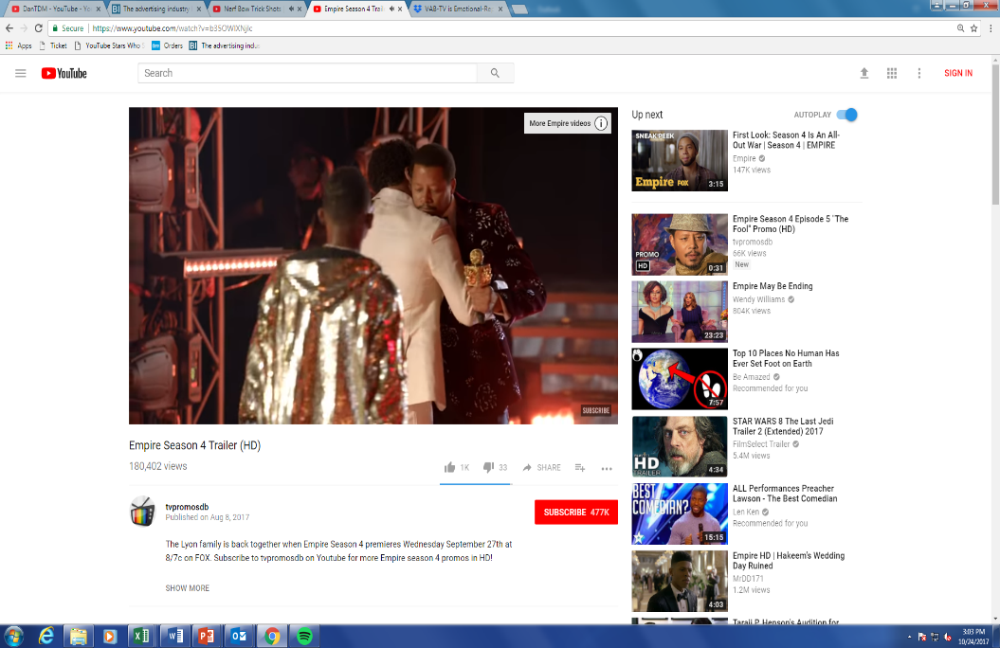 DanTDM - YouTube - Yo
The advertising industry
Nerf Bow Trick Shots
Empire Season 4 Trail
VAB-TV is Emotional-Re
Secure https://www.youtube.com/watch?v=b35OWlXNjlc
Apps Ticket YouTube Stars Who Orders The advertising indu
YouTube
Search
SIGN IN
More Empire videos
SUBSCRIBE
Empire Season 4 Trailer (HD)
180,402 views
1K 33 SHARE
tvpromosdb
Published on Aug 8, 2017
SUBSCRIBE 477K
The Lyon family is back together when Empire Season 4 premieres Wednesday September 27th at
8/7c on FOX. Subscribe to tvpromosdb on Youtube for more Empire season 4 promos in HD!
SHOW MORE
Up next AUTOPLAY
SNEAK PEEK
Empire FOX
3:15
First Look: Season 4 Is An All-
Out War | Season 4 | EMPIRE
Empire
147K views
PROMO
HD
0:31
Empire Season 4 Episode 5 "The
Fool" Promo (HD)
tvpromosdb
66K views
New
23:23
Empire May Be Ending
Wendy Williams
804K views
7:57
Top 10 Places No Human Has
Ever Set Foot on Earth
Be Amazed
Recommended for you
HD
TRAILER
4:34
STAR WARS 8 The Last Jedi
Trailer 2 (Extended) 2017
FilmSelect Trailer
5.4M views
BEST
COMEDIAN?
15:15
ALL Performances Preacher
Lawson - The Best Comedian
Len Ken
Recommended for you
4:03
Empire HD | Hakeem's Wedding
Day Ruined
MrDD171
1.2M views
Taraji P. Henson's Audition for
3:03 PM
10/24/2017